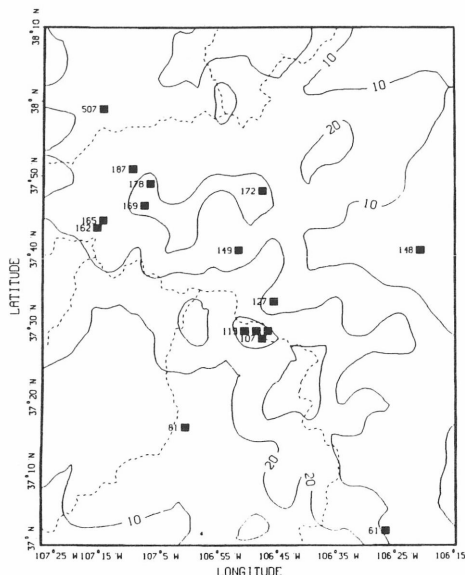 38°10 N
10
10
38° N
507
20
37°50 N
187
178
172
169
10
165
162
37°40 N
149
148
LATITUDE
127
37°30 N
113
107
37°20 N
81
37°10 N
20
20
10
10
61
37° N
107°25 W
107°15 W
107°5 W
106°55 W
106°45 W
106°35 W
106°25 W
106°15 W
LONGITUDE